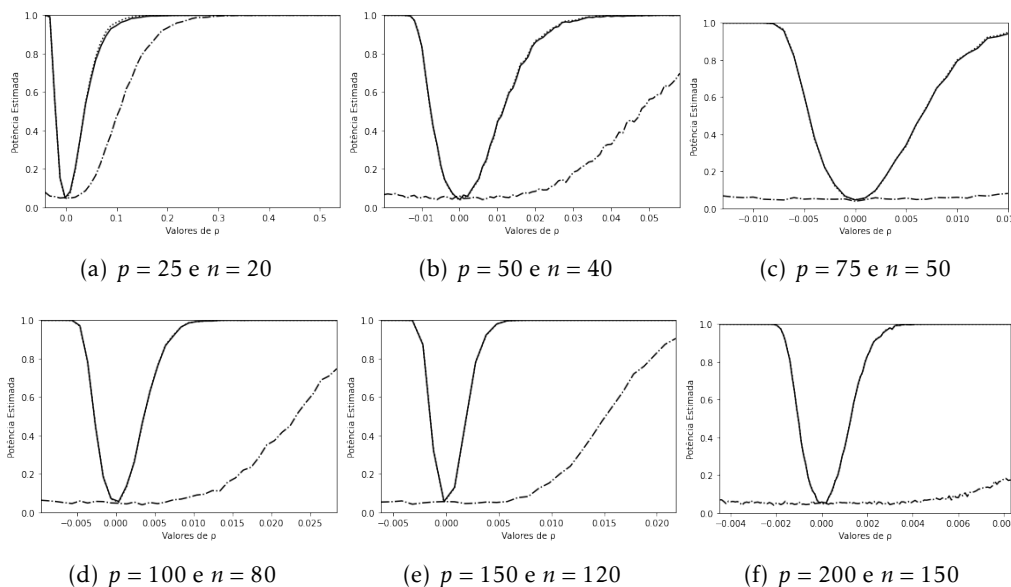 Potência Estimada
1.0
0.8
0.6
0.4
0.2
0.0
0.0 0.1 0.2 0.3 0.4 0.5
Valores de ρ
(a) p = 25 e n = 20
Potência Estimada
1.0
0.8
0.6
0.4
0.2
0.0
−0.01 0.00 0.01 0.02 0.03 0.04 0.05
Valores de ρ
(b) p = 50 e n = 40
Potência Estimada
1.0
0.8
0.6
0.4
0.2
0.0
−0.010 −0.005 0.000 0.005 0.010
Valores de ρ
(c) p = 75 e n = 50
Potência Estimada
1.0
0.8
0.6
0.4
0.2
0.0
−0.005 0.000 0.005 0.010 0.015 0.020 0.025
Valores de ρ
(d) p = 100 e n = 80
Potência Estimada
1.0
0.8
0.6
0.4
0.2
0.0
−0.005 0.000 0.005 0.010 0.015 0.020
Valores de ρ
(e) p = 150 e n = 120
Potência Estimada
1.0
0.8
0.6
0.4
0.2
0.0
−0.004 −0.002 0.000 0.002 0.004 0.006
Valores de ρ
(f) p = 200 e n = 150